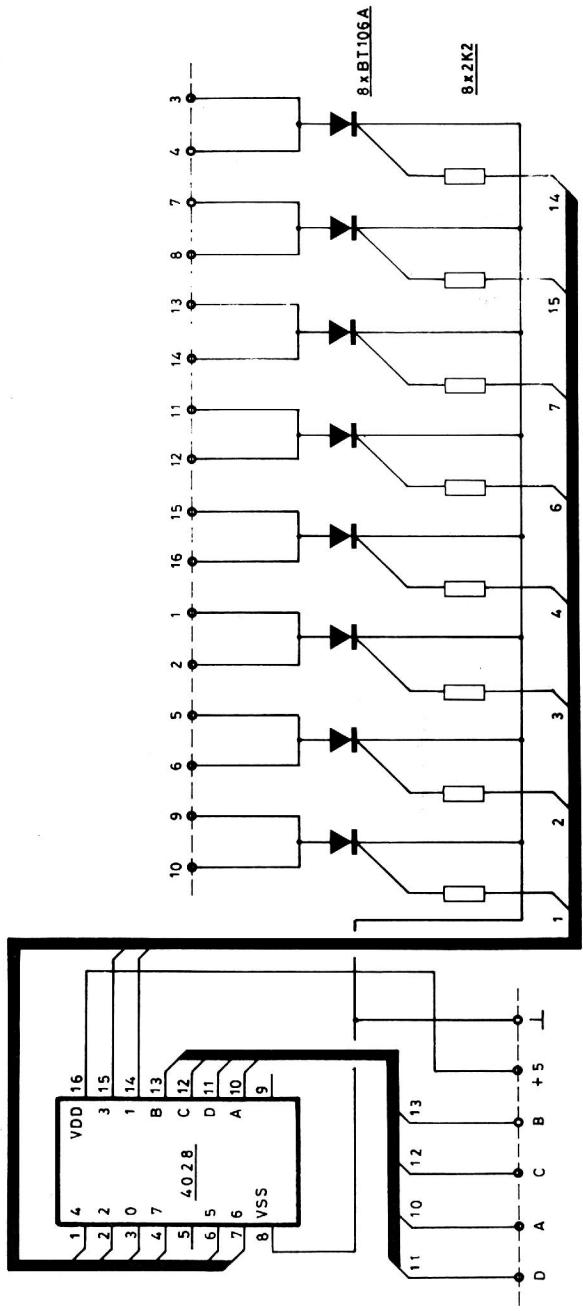 10 9 6 5 2 1 16 15 12 11 14 13 8 7 4 3
1 4 VDD 16
2 2 3 15
3 0 1 14
4 7 B 13
5 C 12
6 5 D 11
7 6 A 10
8 VSS 9
4028
8xBT106A
8x2K2
1 2 3 4 6 7 15 14
11 10 12 13
D A C B +5 ⊥